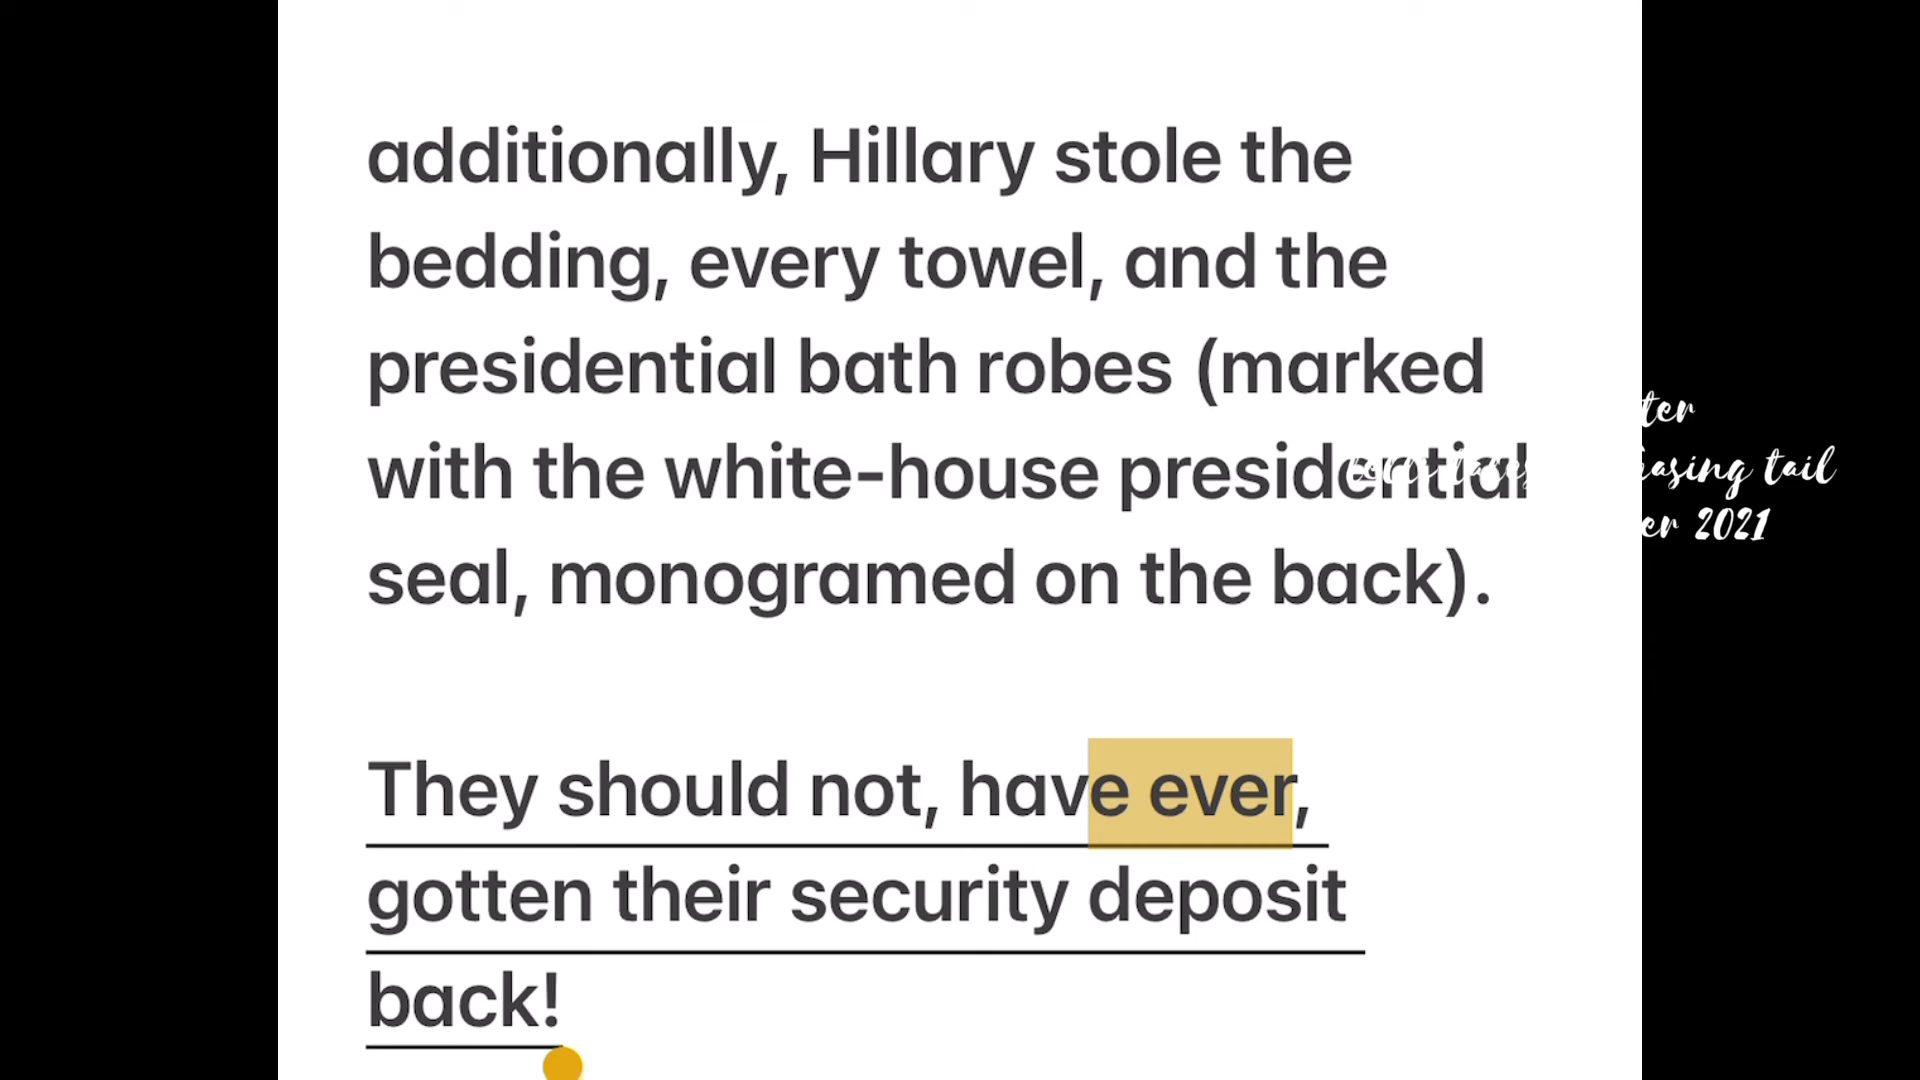 additionally, Hillary stole the
bedding, every towel, and the
presidential bath robes (marked
with the white-house presidential
seal, monogramed on the back).
They should not, have ever,
gotten their security deposit
back!
ter
hasing tail
er 2021